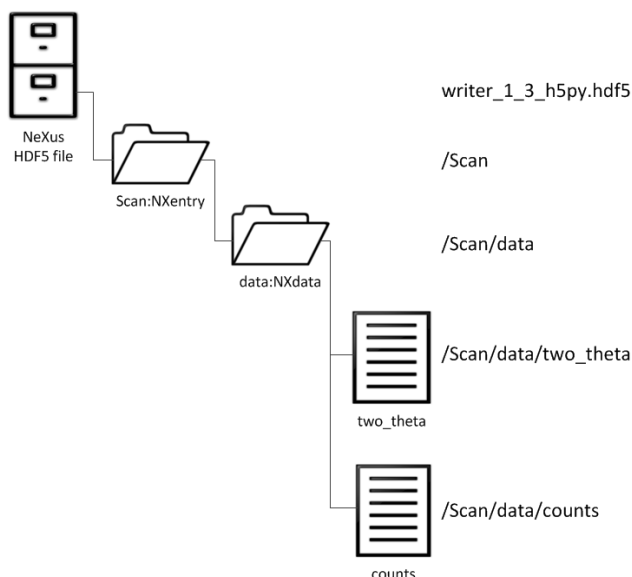 writer_1_3_h5py.hdf5
NeXus
HDF5 file
/Scan
Scan:NXentry
/Scan/data
data:NXdata
/Scan/data/two_theta
two_theta
/Scan/data/counts
counts